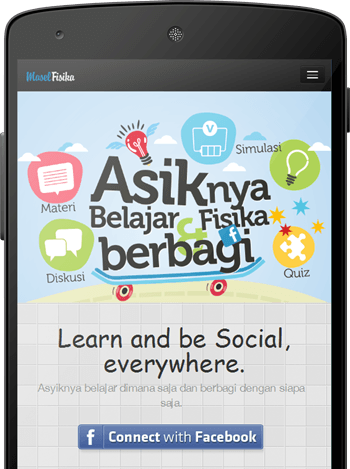 MaselFisika
Simulasi
Materi
Asiknya
Belajar Fisika
& berbagi
Diskusi
Quiz
Learn and be Social,
everywhere.
Asyiknya belajar dimana saja dan berbagi dengan siapa
saja.
f Connect with Facebook